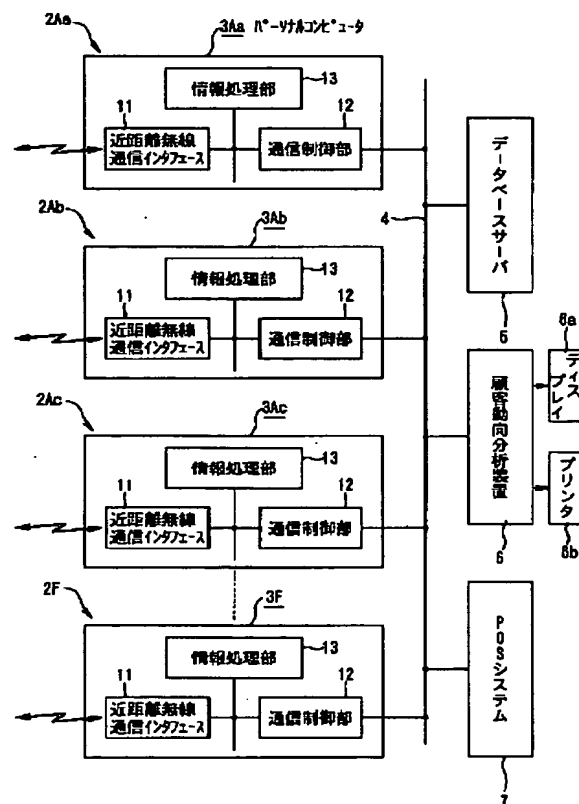 2Aa
3Aa パーソナルコンピュータ
情報処理部
13
11
近距離無線
通信インタフェース
12
通信制御部
2Ab
3Ab
情報処理部
13
11
近距離無線
通信インタフェース
12
通信制御部
2Ac
3Ac
情報処理部
13
11
近距離無線
通信インタフェース
12
通信制御部
2F
3F
情報処理部
13
11
近距離無線
通信インタフェース
12
通信制御部
4
データベースサーバ
5
顧客動向分析装置
6
6a
ディス
プレイ
プリンタ
6b
POSシステム
7